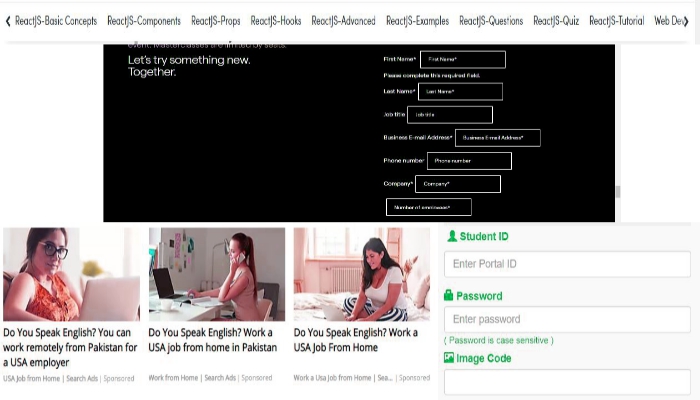 ReactJS-Basic Concepts ReactJS-Components ReactJS-Props ReactJS-Hooks ReactJS-Advanced ReactJS-Examples ReactJS-Questions ReactJS-Quiz ReactJS-Tutorial Web Dev
event. Masterclasses are limited by seats.
Let's try something new.
Together.
First Name* First Name*
Please complete this required field.
Last Name* Last Name*
Job title Job title
Business E-mail Address* Business E-mail Address*
Phone number Phone number
Company* Company*
Number of employees*
Do You Speak English? You can
work remotely from Pakistan for
a USA employer
USA Job from Home | Search Ads | Sponsored
Do You Speak English? Work a
USA job from home in Pakistan
Work from Home | Search Ads | Sponsored
Do You Speak English? Work a
USA Job From Home
Work a Usa Job from Home | Sea... | Sponsored
Student ID
Enter Portal ID
Password
Enter password
( Password is case sensitive )
Image Code